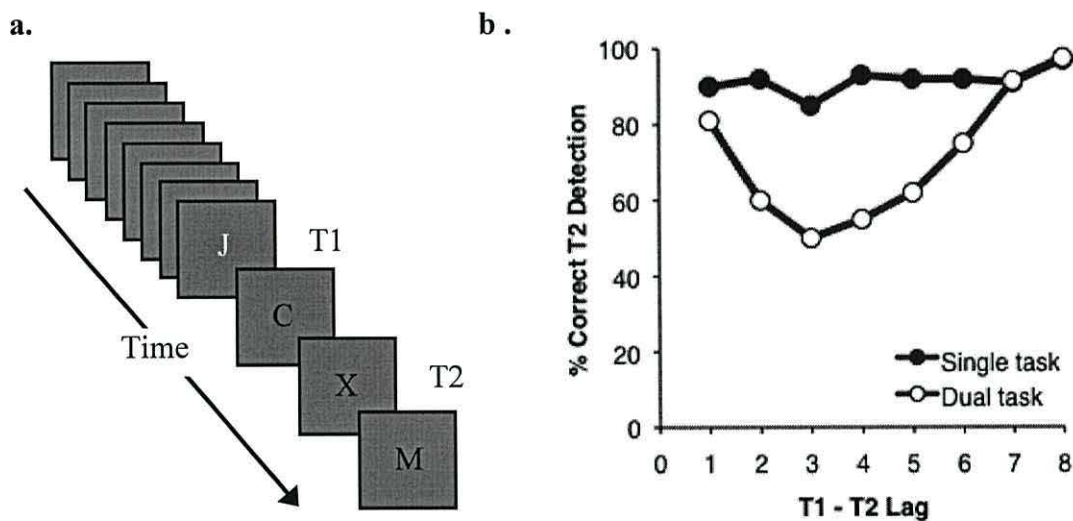 a.
J
T1
C
Time
X
T2
M
b .
% Correct T2 Detection
100
80
60
40
20
0
Single task
Dual task
0 1 2 3 4 5 6 7 8
T1 - T2 Lag